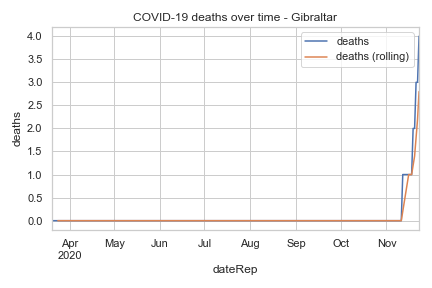 COVID-19 deaths over time - Gibraltar
deaths
deaths (rolling)
deaths
4.0
3.5
3.0
2.5
2.0
1.5
1.0
0.5
0.0
Apr May Jun Jul Aug Sep Oct Nov
2020
dateRep